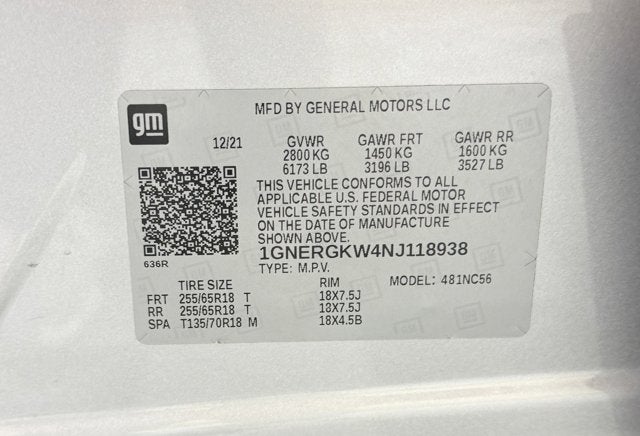 gm
MFD BY GENERAL MOTORS LLC
12/21 GVWR GAWR FRT GAWR RR
2800 KG 1450 KG 1600 KG
6173 LB 3196 LB 3527 LB
THIS VEHICLE CONFORMS TO ALL
APPLICABLE U.S. FEDERAL MOTOR
VEHICLE SAFETY STANDARDS IN EFFECT
ON THE DATE OF MANUFACTURE
SHOWN ABOVE.
636R
1GNERGKW4NJ118938
TYPE: M.P.V. MODEL: 481NC56
TIRE SIZE RIM
FRT 255/65R18 T 18X7.5J
RR 255/65R18 T 18X7.5J
SPA T135/70R18 M 18X4.5B